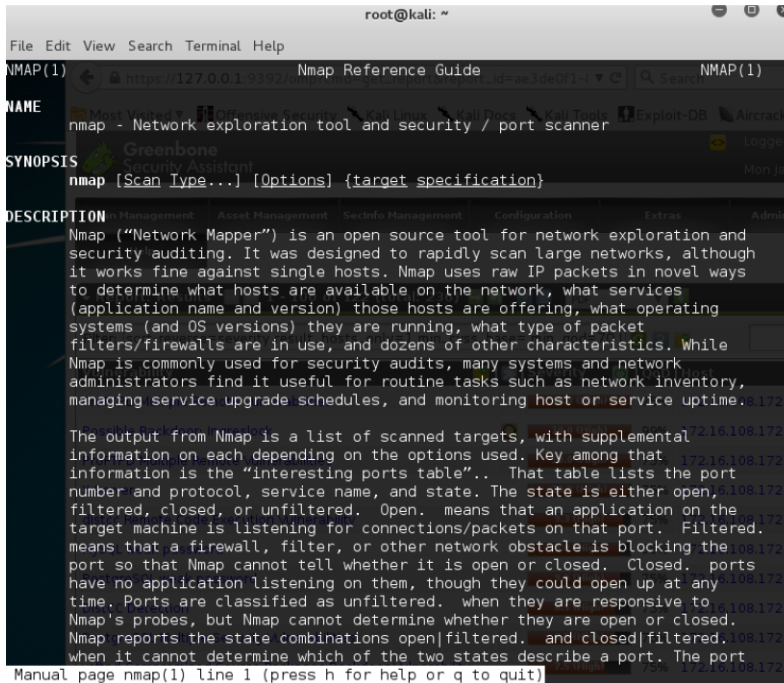 root@kali: ~
File Edit View Search Terminal Help
NMAP(1) Nmap Reference Guide NMAP(1)
NAME
nmap - Network exploration tool and security / port scanner
SYNOPSIS
nmap [Scan Type...] [Options] {target specification}
DESCRIPTION
Nmap (“Network Mapper”) is an open source tool for network exploration and
security auditing. It was designed to rapidly scan large networks, although
it works fine against single hosts. Nmap uses raw IP packets in novel ways
to determine what hosts are available on the network, what services
(application name and version) those hosts are offering, what operating
systems (and OS versions) they are running, what type of packet
filters/firewalls are in use, and dozens of other characteristics. While
Nmap is commonly used for security audits, many systems and network
administrators find it useful for routine tasks such as network inventory,
managing service upgrade schedules, and monitoring host or service uptime.
The output from Nmap is a list of scanned targets, with supplemental
information on each depending on the options used. Key among that
information is the “interesting ports table”.. That table lists the port
number and protocol, service name, and state. The state is either open,
filtered, closed, or unfiltered. Open. means that an application on the
target machine is listening for connections/packets on that port. Filtered.
means that a firewall, filter, or other network obstacle is blocking the
port so that Nmap cannot tell whether it is open or closed. Closed. ports
have no application listening on them, though they could open up at any
time. Ports are classified as unfiltered. when they are responsive to
Nmap's probes, but Nmap cannot determine whether they are open or closed.
Nmap reports the state combinations open|filtered. and closed|filtered.
when it cannot determine which of the two states describe a port. The port
Manual page nmap(1) line 1 (press h for help or q to quit)